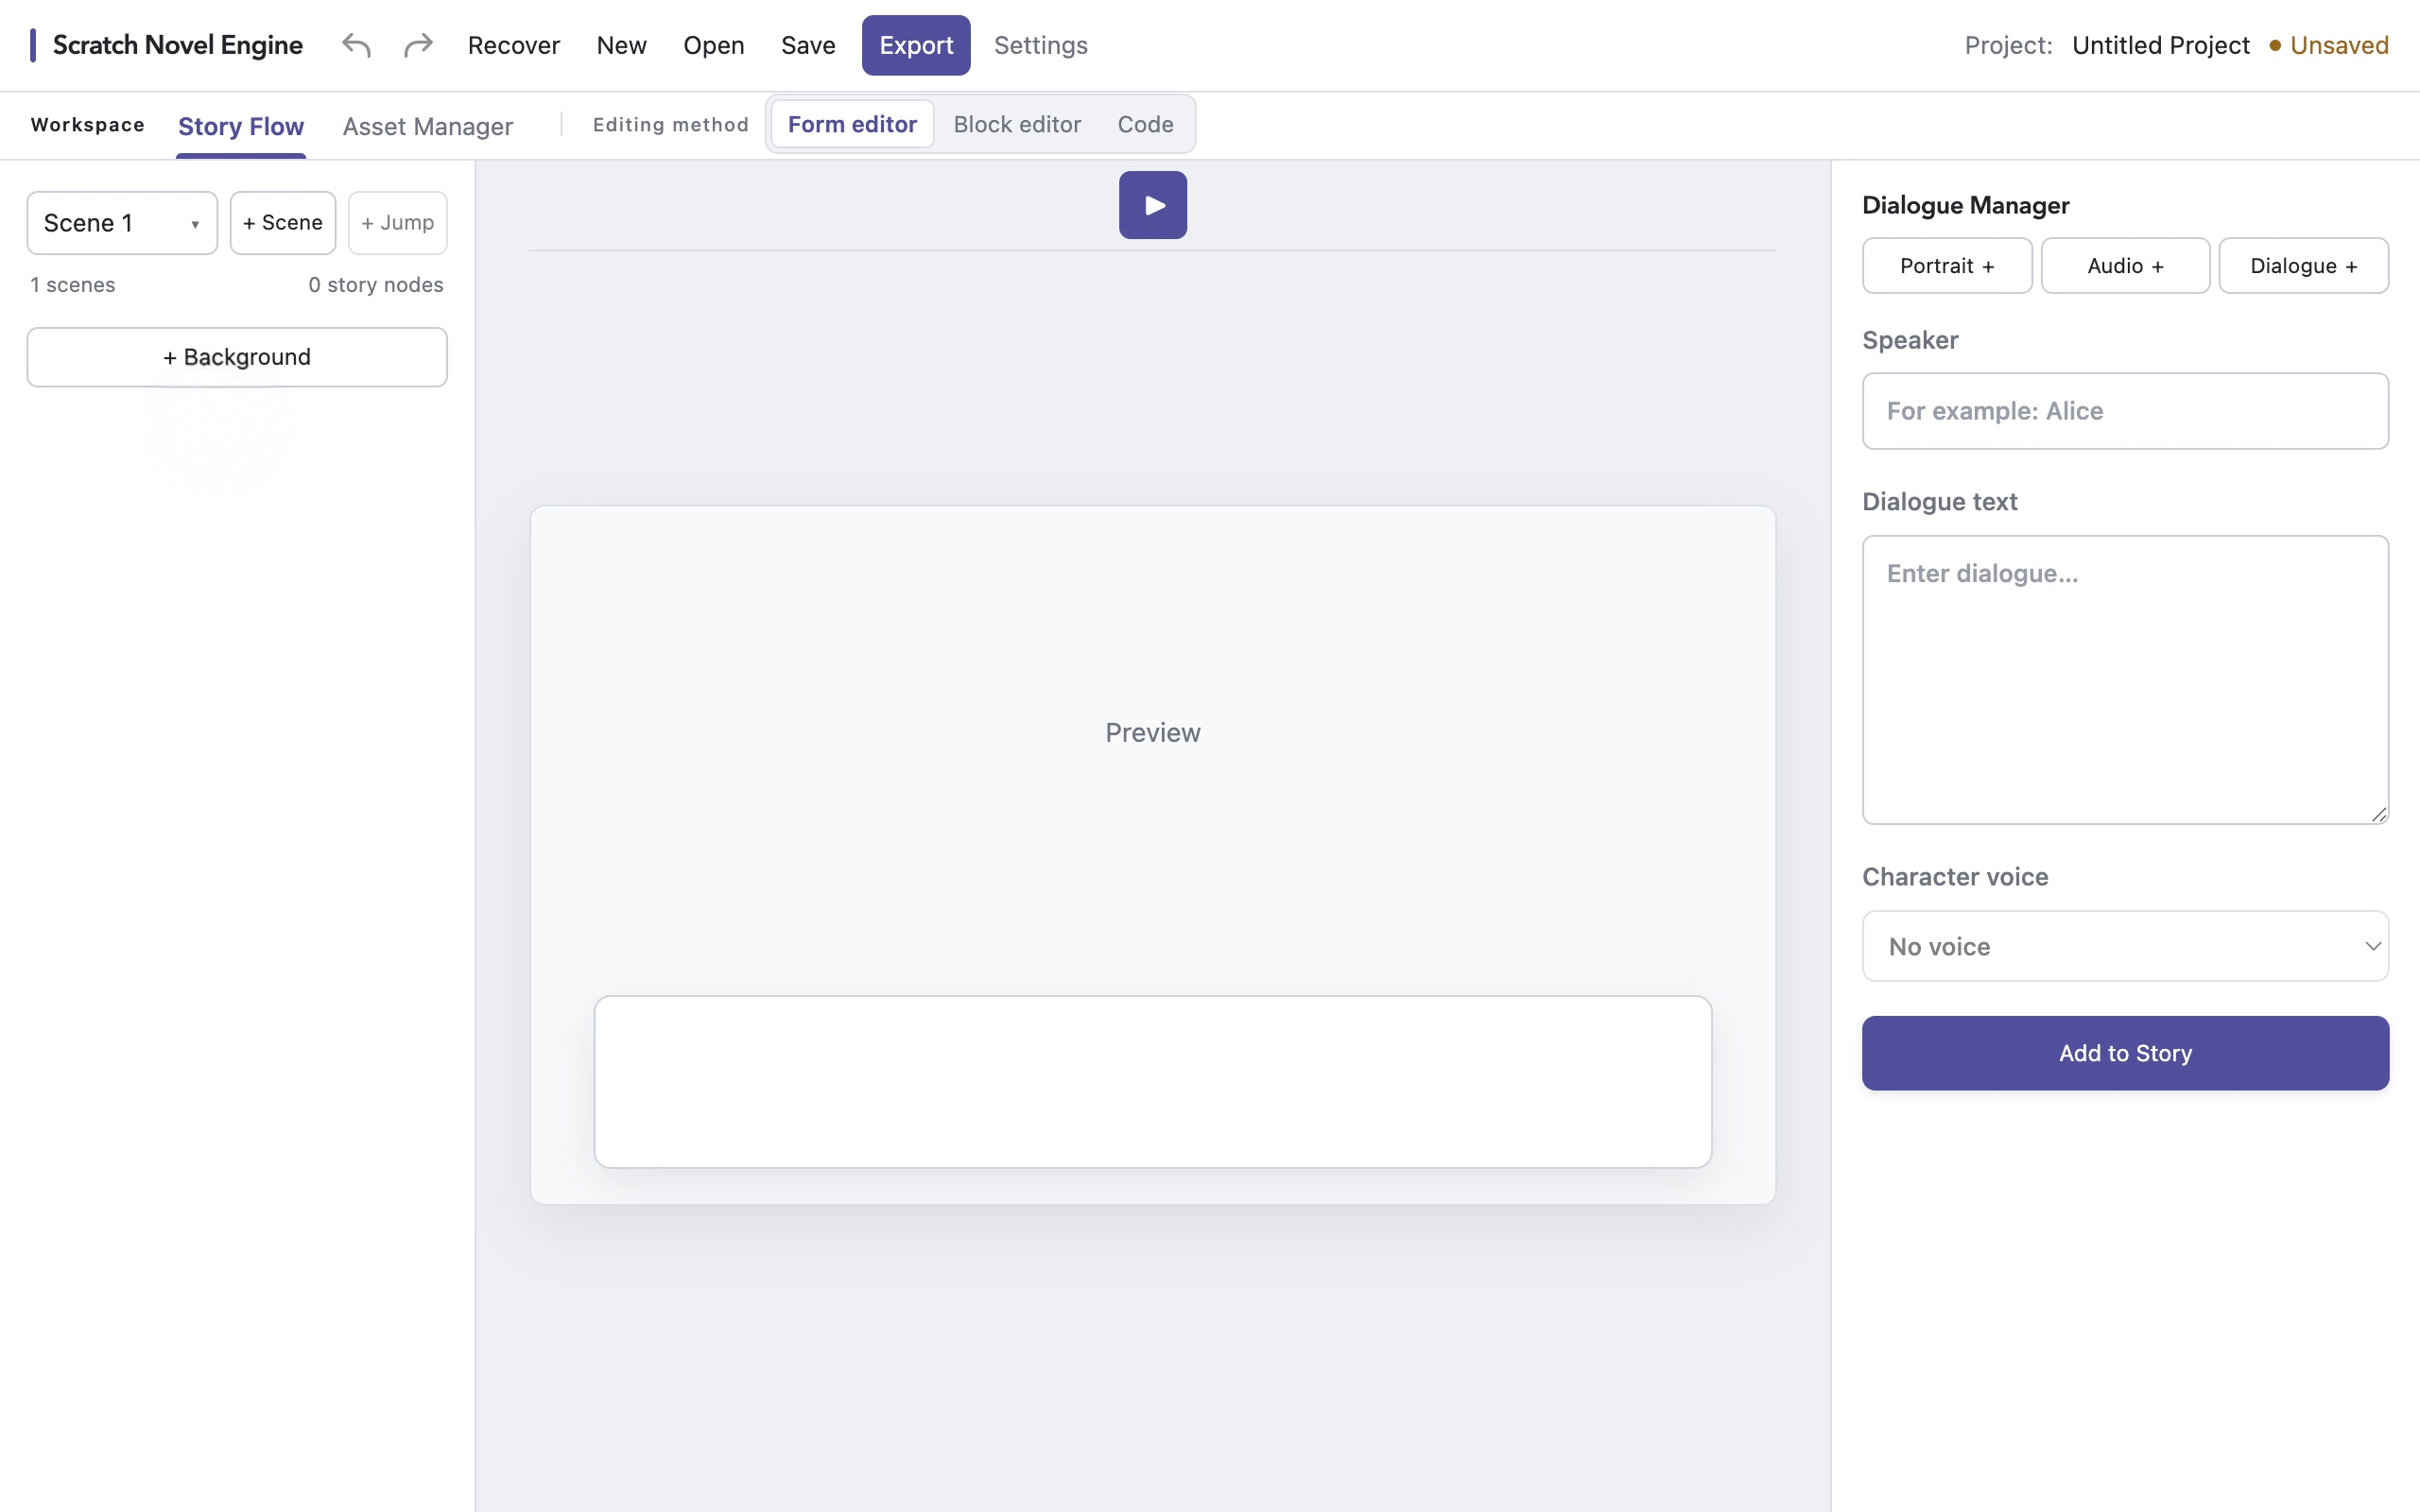 Scratch Novel Engine Recover New Open Save Export Settings Project: Untitled Project Unsaved
Workspace Story Flow Asset Manager Editing method Form editor Block editor Code
Scene 1 + Scene + Jump
1 scenes 0 story nodes
+ Background
Preview
Dialogue Manager
Portrait + Audio + Dialogue +
Speaker
For example: Alice
Dialogue text
Enter dialogue...
Character voice
No voice
Add to Story